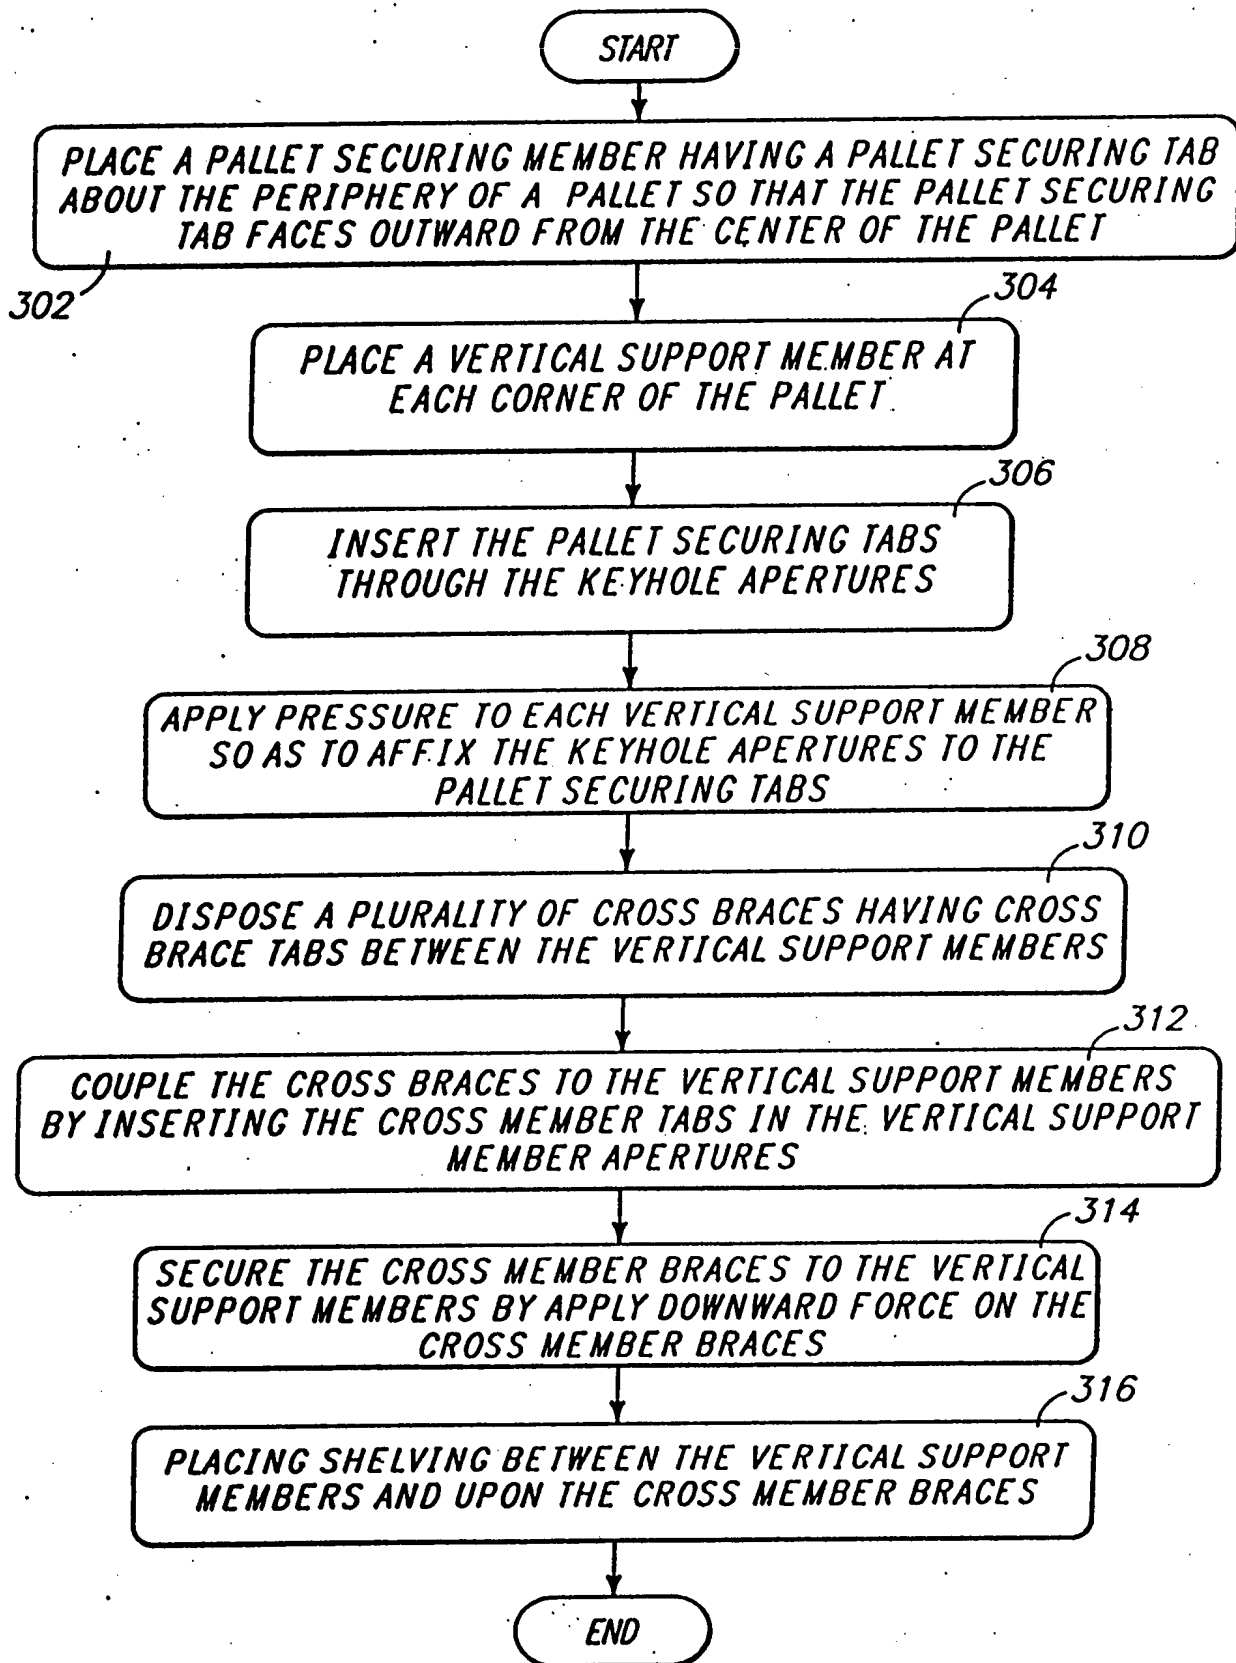 START
PLACE A PALLET SECURING MEMBER HAVING A PALLET SECURING TAB
ABOUT THE PERIPHERY OF A PALLET SO THAT THE PALLET SECURING
TAB FACES OUTWARD FROM THE CENTER OF THE PALLET
302
304
PLACE A VERTICAL SUPPORT MEMBER AT
EACH CORNER OF THE PALLET
306
INSERT THE PALLET SECURING TABS
THROUGH THE KEYHOLE APERTURES
308
APPLY PRESSURE TO EACH VERTICAL SUPPORT MEMBER
SO AS TO AFFIX THE KEYHOLE APERTURES TO THE
PALLET SECURING TABS
310
DISPOSE A PLURALITY OF CROSS BRACES HAVING CROSS
BRACE TABS BETWEEN THE VERTICAL SUPPORT MEMBERS
312
COUPLE THE CROSS BRACES TO THE VERTICAL SUPPORT MEMBERS
BY INSERTING THE CROSS MEMBER TABS IN THE VERTICAL SUPPORT
MEMBER APERTURES
314
SECURE THE CROSS MEMBER BRACES TO THE VERTICAL
SUPPORT MEMBERS BY APPLY DOWNWARD FORCE ON THE
CROSS MEMBER BRACES
316
PLACING SHELVING BETWEEN THE VERTICAL SUPPORT
MEMBERS AND UPON THE CROSS MEMBER BRACES
END